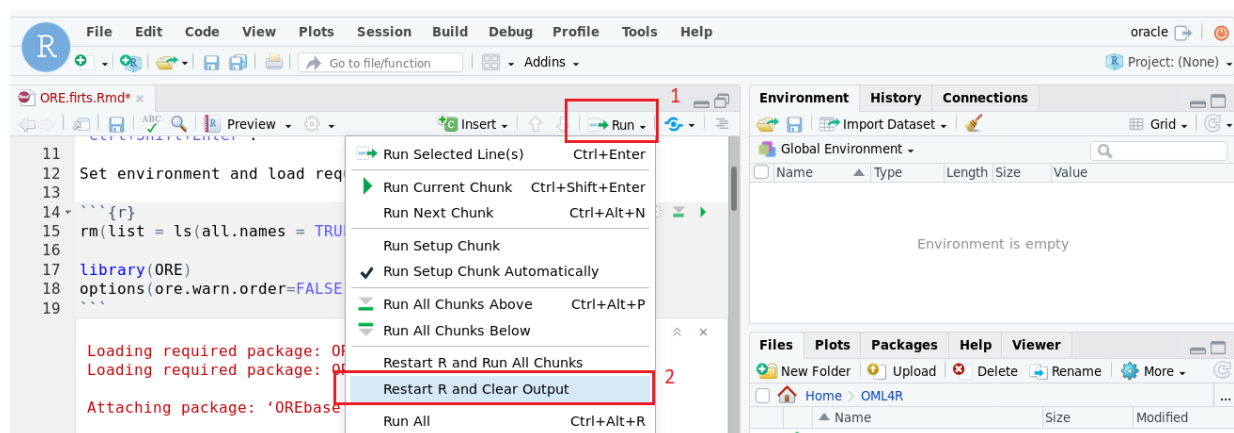 R File Edit Code View Plots Session Build Debug Profile Tools Help oracle
Go to file/function Addins Project: (None)
ORE.firts.Rmd* 1
ABC Preview Insert Run
11
12 Set environment and load
13
14 ```{r}
15 rm(list = ls(all.names =
16
17 library(ORE)
18 options(ore.warn.order=FALSE
19 ```
Loading required package:
Loading required package:
Attaching package: ‘OREbase
Run Selected Line(s) Ctrl+Enter
Run Current Chunk Ctrl+Shift+Enter
Run Next Chunk Ctrl+Alt+N
Run Setup Chunk
Run Setup Chunk Automatically
Run All Chunks Above Ctrl+Alt+P
Run All Chunks Below
Restart R and Run All Chunks
Restart R and Clear Output 2
Run All Ctrl+Alt+R
Environment History Connections
Import Dataset Grid
Global Environment
Name Type Length Size Value
Environment is empty
Files Plots Packages Help Viewer
New Folder Upload Delete Rename More
Home OML4R ...
Name Size Modified